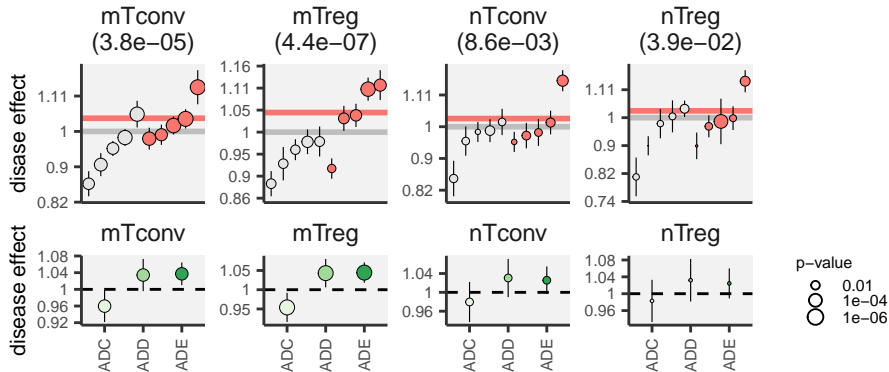 mTconv
(3.8e−05)
mTreg
(4.4e−07)
nTconv
(8.6e−03)
nTreg
(3.9e−02)
disase effect
1.11
1
0.9
0.82
1.16
1.11
1.05
1
0.95
0.9
0.86
1.11
1
0.9
0.82
1.11
1
0.9
0.82
0.74
mTconv
mTreg
nTconv
nTreg
disease effect
1.08
1.04
1
0.96
0.92
1.05
1
0.95
1.04
1
0.96
1.04
1
0.96
ADC
ADD
ADE
ADC
ADD
ADE
ADC
ADD
ADE
ADC
ADD
ADE
p−value
0.01
1e−04
1e−06